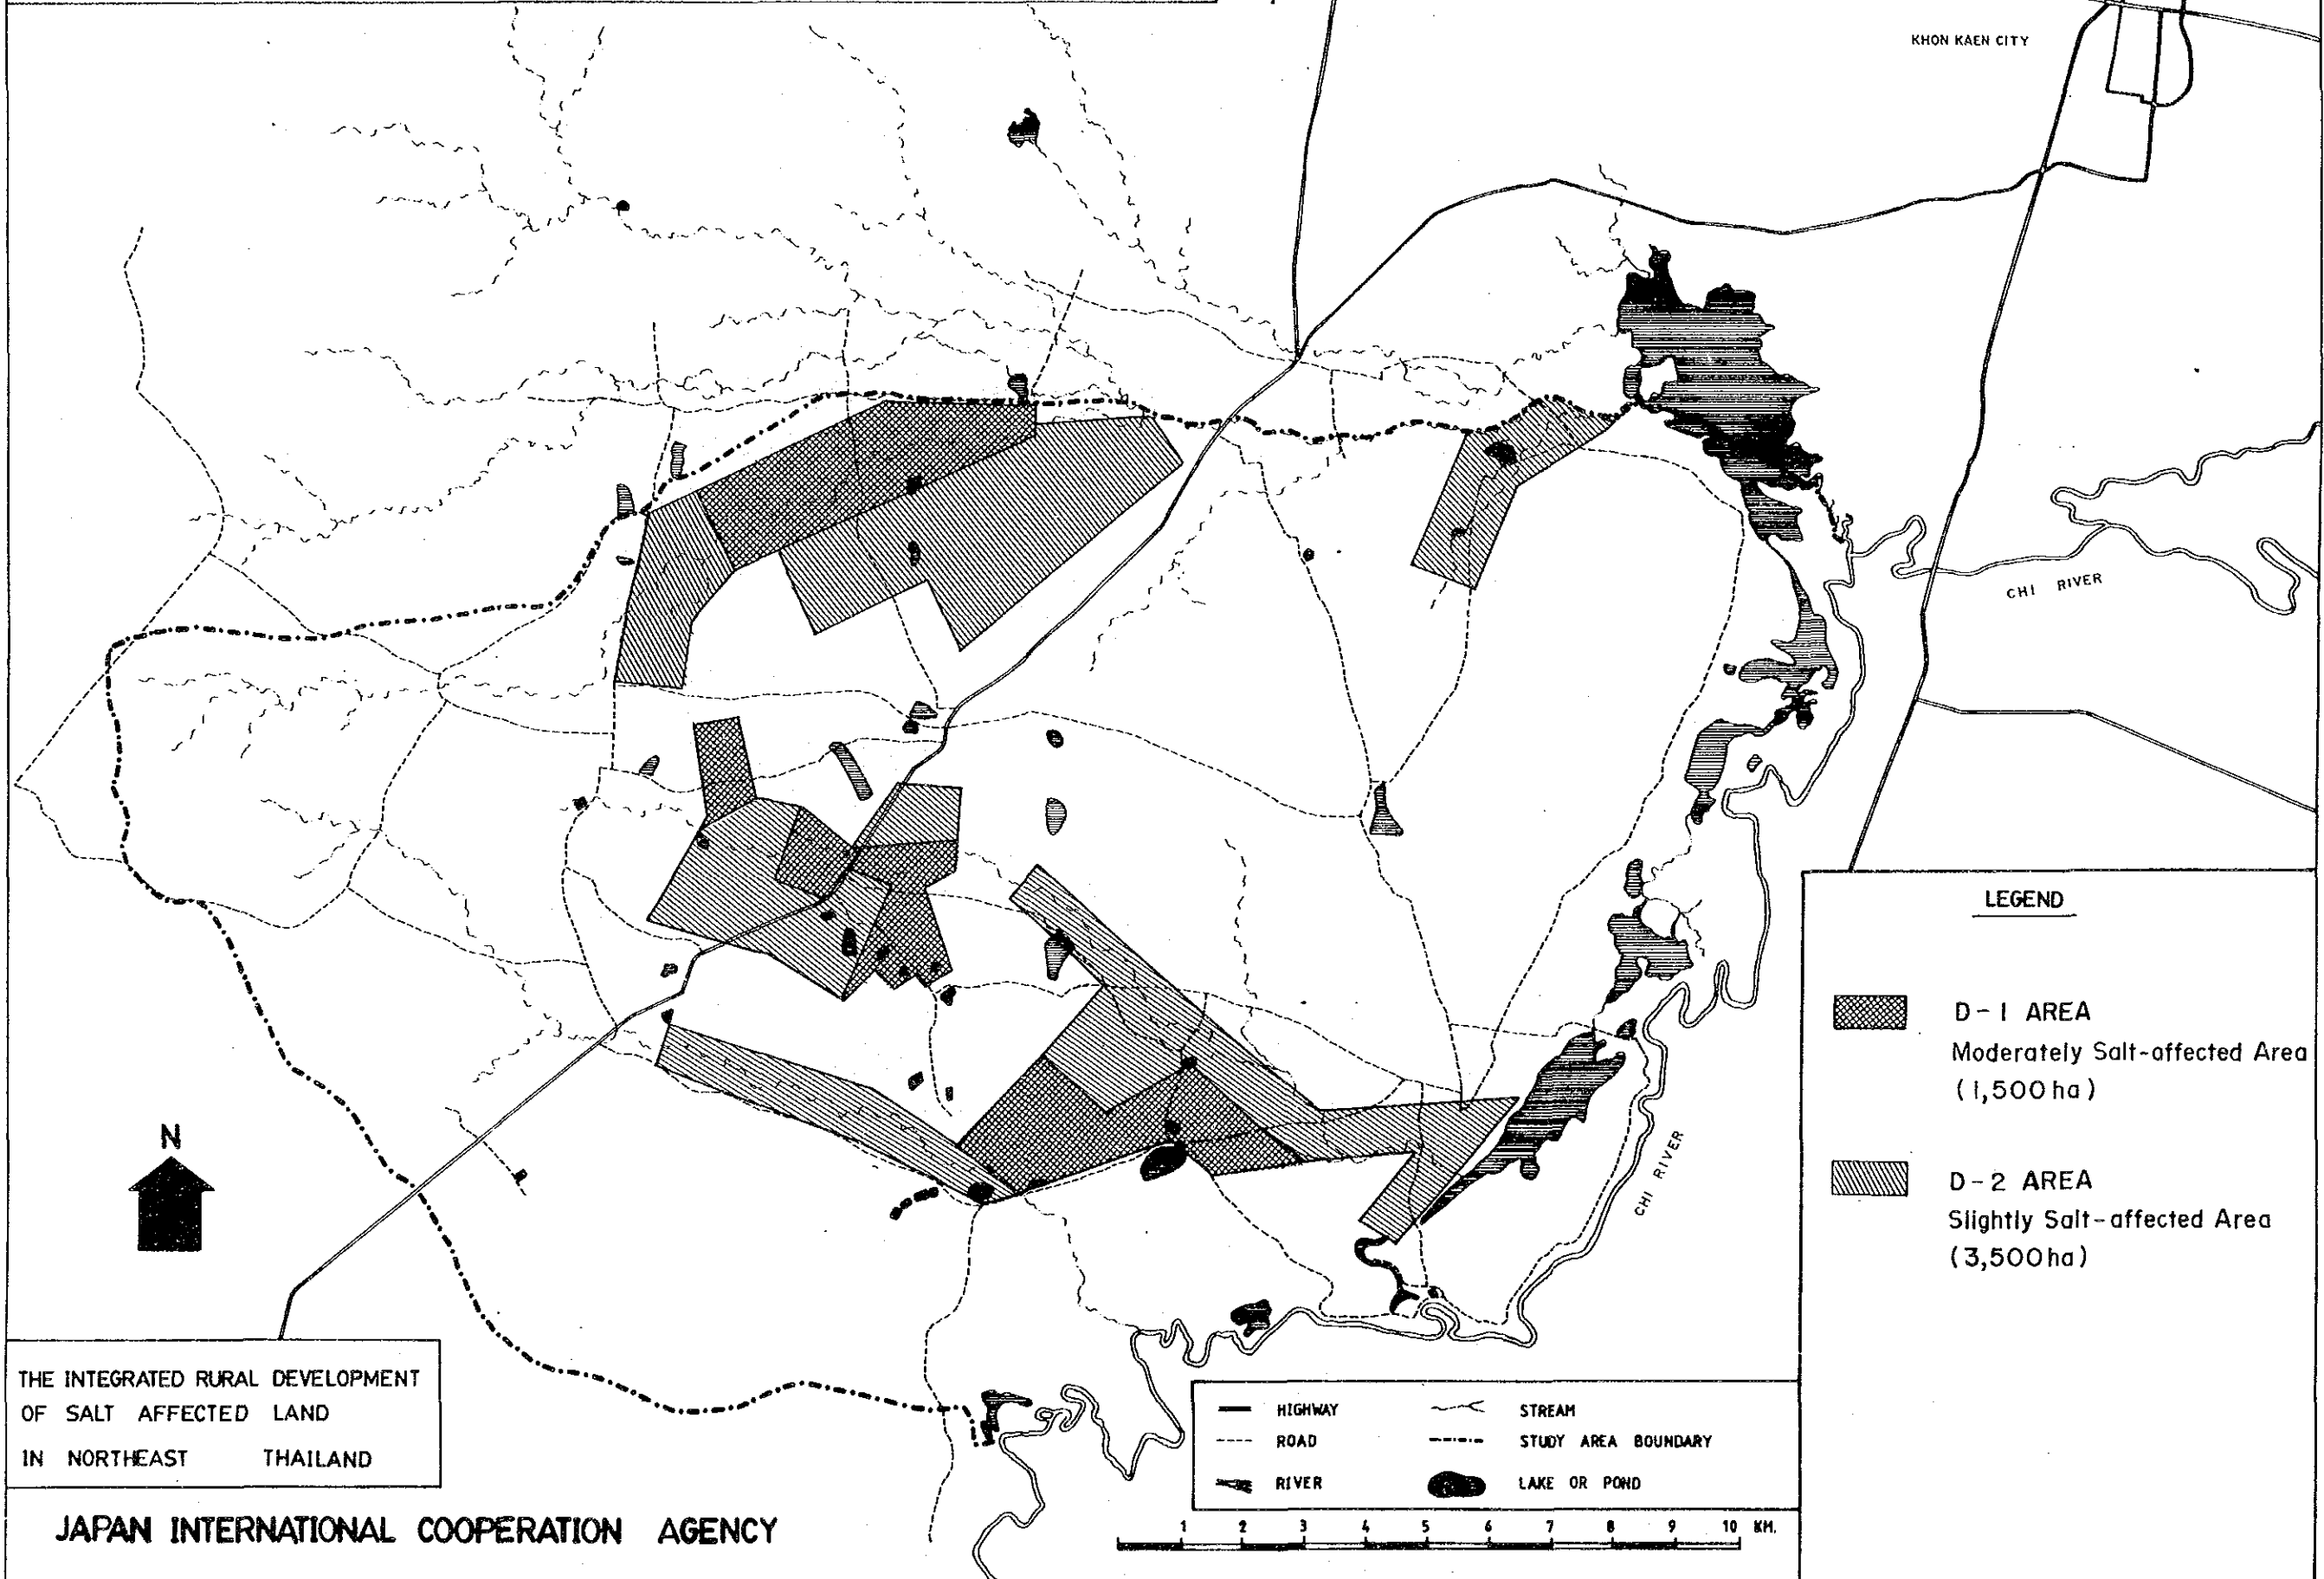 KHON KAEN CITY
CHI RIVER
CHI RIVER
LEGEND
D-1 AREA
Moderately Salt-affected Area
(1,500 ha)
D-2 AREA
Slightly Salt-affected Area
(3,500 ha)
N
THE INTEGRATED RURAL DEVELOPMENT
OF SALT AFFECTED LAND
IN NORTHEAST THAILAND
HIGHWAY
STREAM
ROAD
STUDY AREA BOUNDARY
RIVER
LAKE OR POND
JAPAN INTERNATIONAL COOPERATION AGENCY
1 2 3 4 5 6 7 8 9 10 KM.